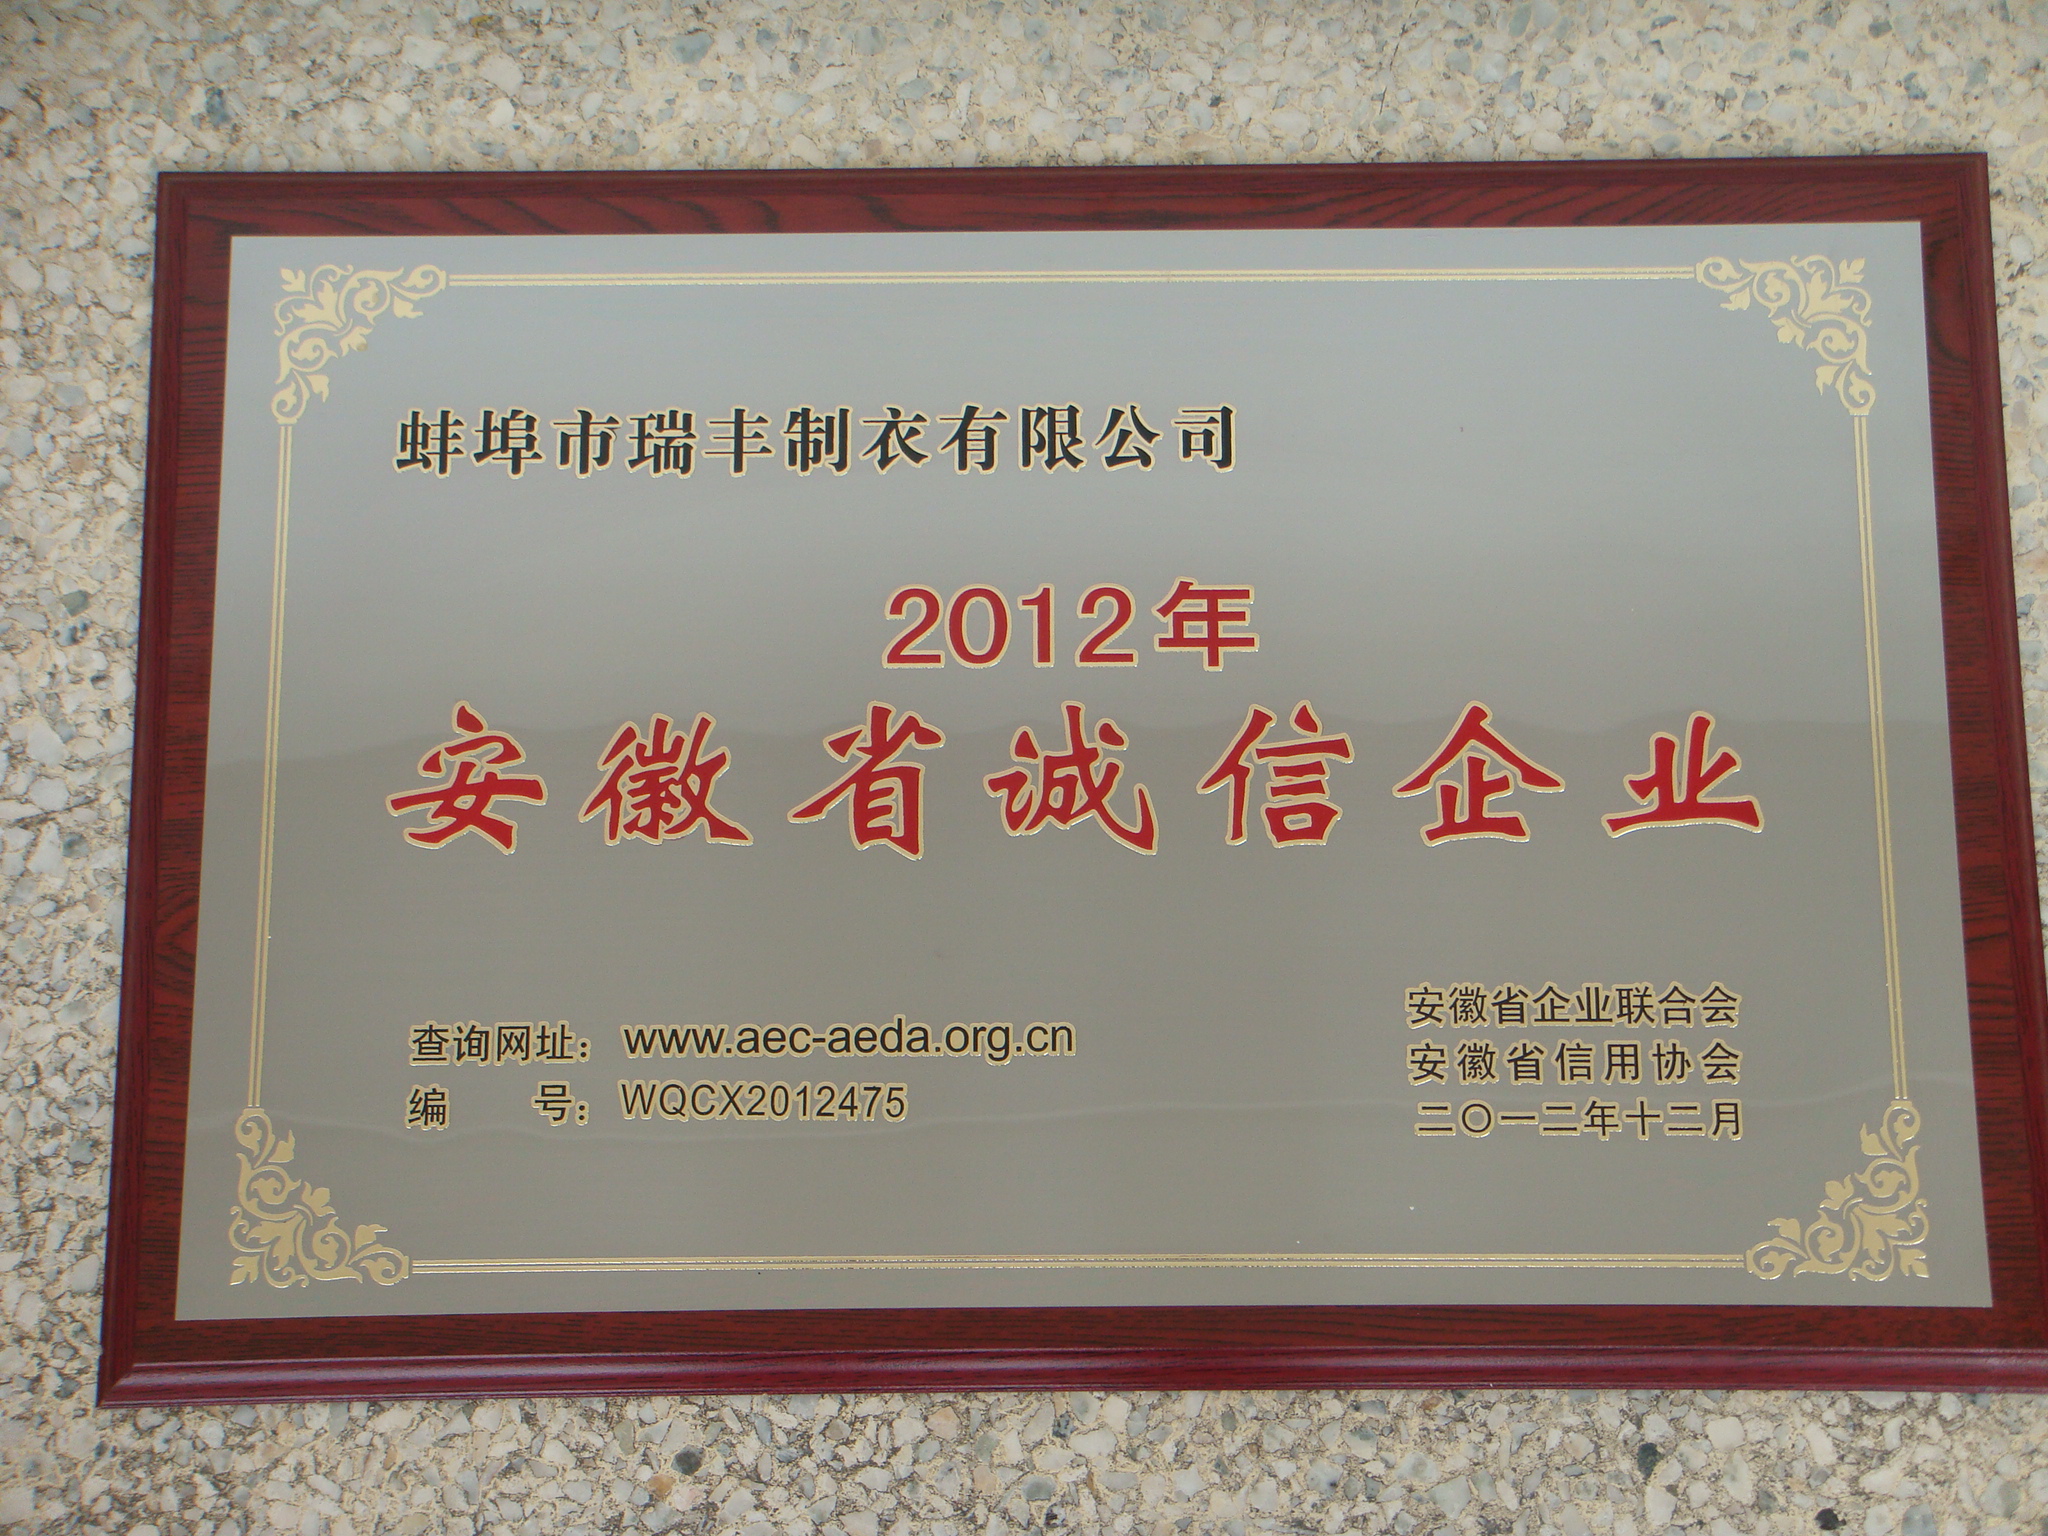 蚌埠市瑞丰制衣有限公司
2012年
安徽省诚信企业
查询网址：www.aec-aeda.org.cn
编 号：WQCX2012475
安徽省企业联合会
安徽省信用协会
二〇一二年十二月